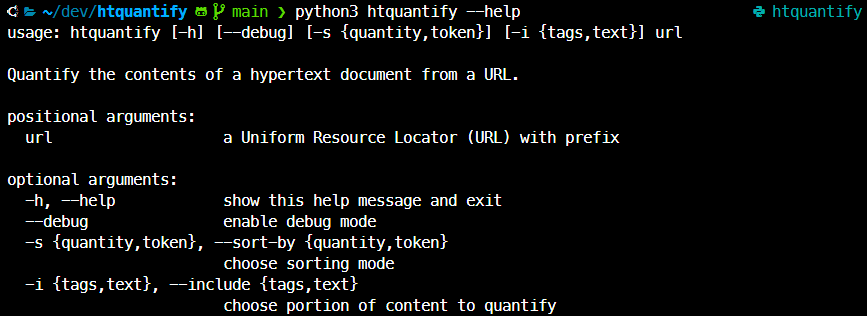 ~/dev/htquantify main ❯ python3 htquantify --help htquantify
usage: htquantify [-h] [--debug] [-s {quantity,token}] [-i {tags,text}] url
Quantify the contents of a hypertext document from a URL.
positional arguments:
url a Uniform Resource Locator (URL) with prefix
optional arguments:
-h, --help show this help message and exit
--debug enable debug mode
-s {quantity,token}, --sort-by {quantity,token}
choose sorting mode
-i {tags,text}, --include {tags,text}
choose portion of content to quantify